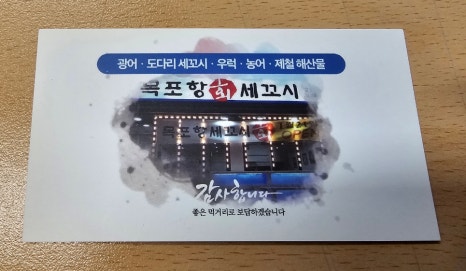 광어 · 도다리 세꼬시 · 우럭 · 농어 · 제철 해산물
목포항 회 세꼬시
목포항세꼬시
감사합니다
좋은 먹거리로 보답하겠습니다